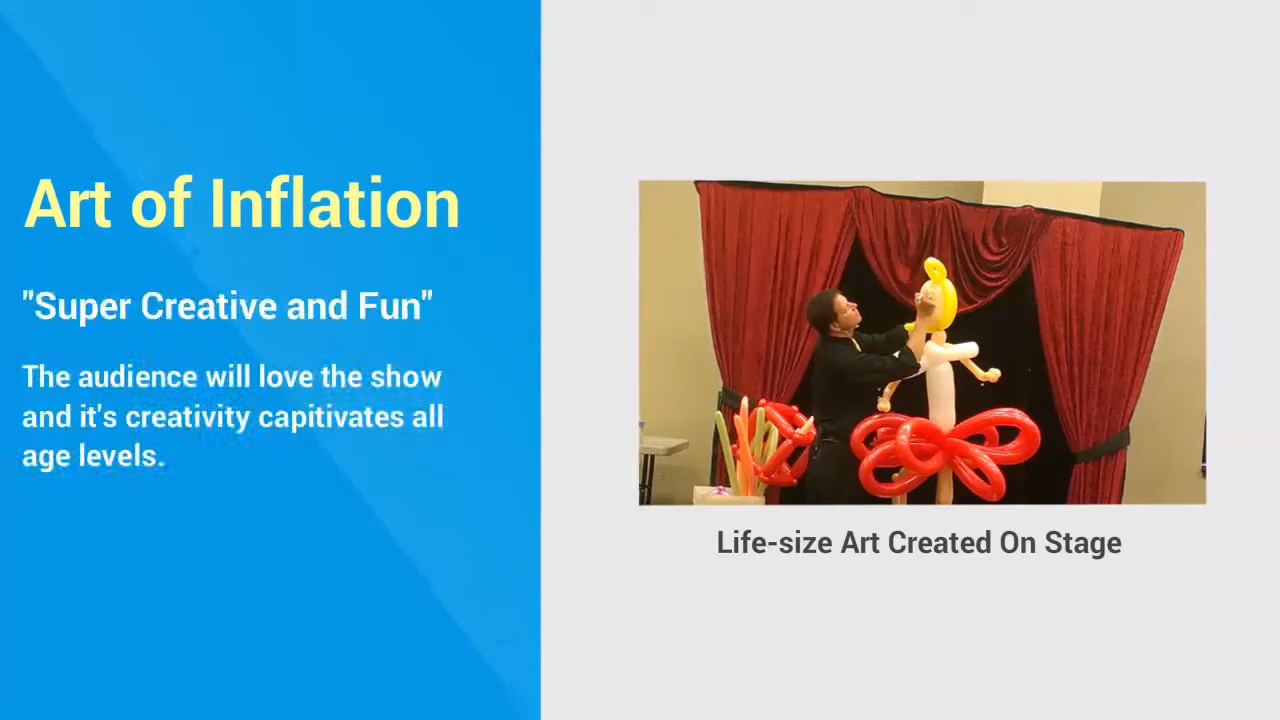 Art of Inflation
"Super Creative and Fun"
The audience will love the show
and it's creativity capitivates all
age levels.
Life-size Art Created On Stage